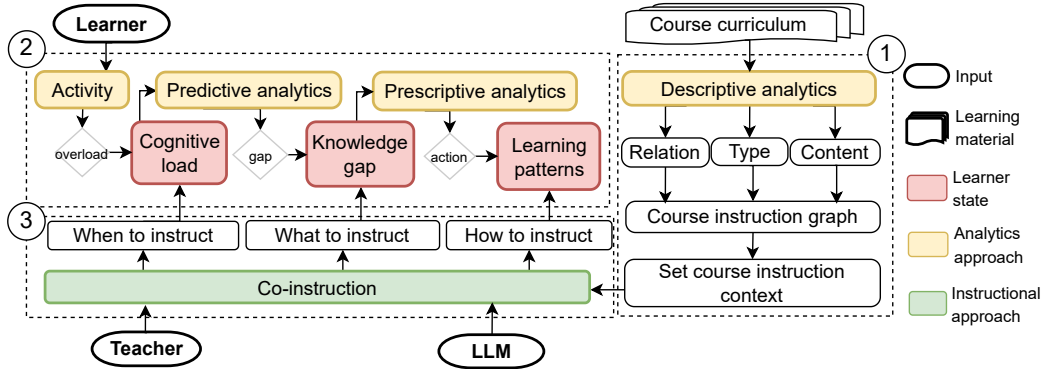 Learner
Course curriculum
2
1
Activity
Predictive analytics
Prescriptive analytics
Descriptive analytics
Input
Learning
material
overload
Cognitive
load
gap
Knowledge
gap
action
Learning
patterns
Relation
Type
Content
Learner
state
3
When to instruct
What to instruct
How to instruct
Course instruction graph
Analytics
approach
Co-instruction
Set course instruction
context
Instructional
approach
Teacher
LLM